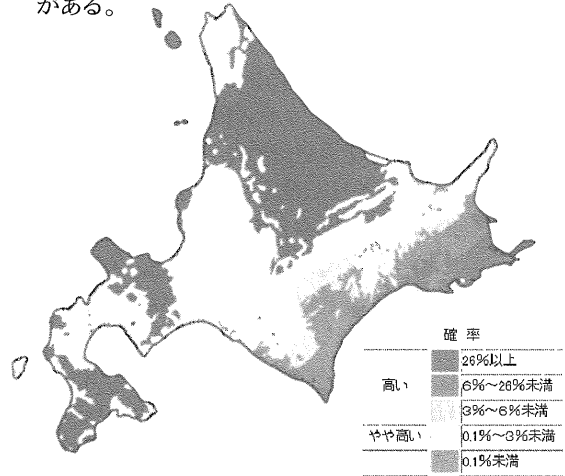 がある。
確 率
26%以上
高い 6%~26%未満
3%~6%未満
やや高い 0.1%~3%未満
0.1%未満